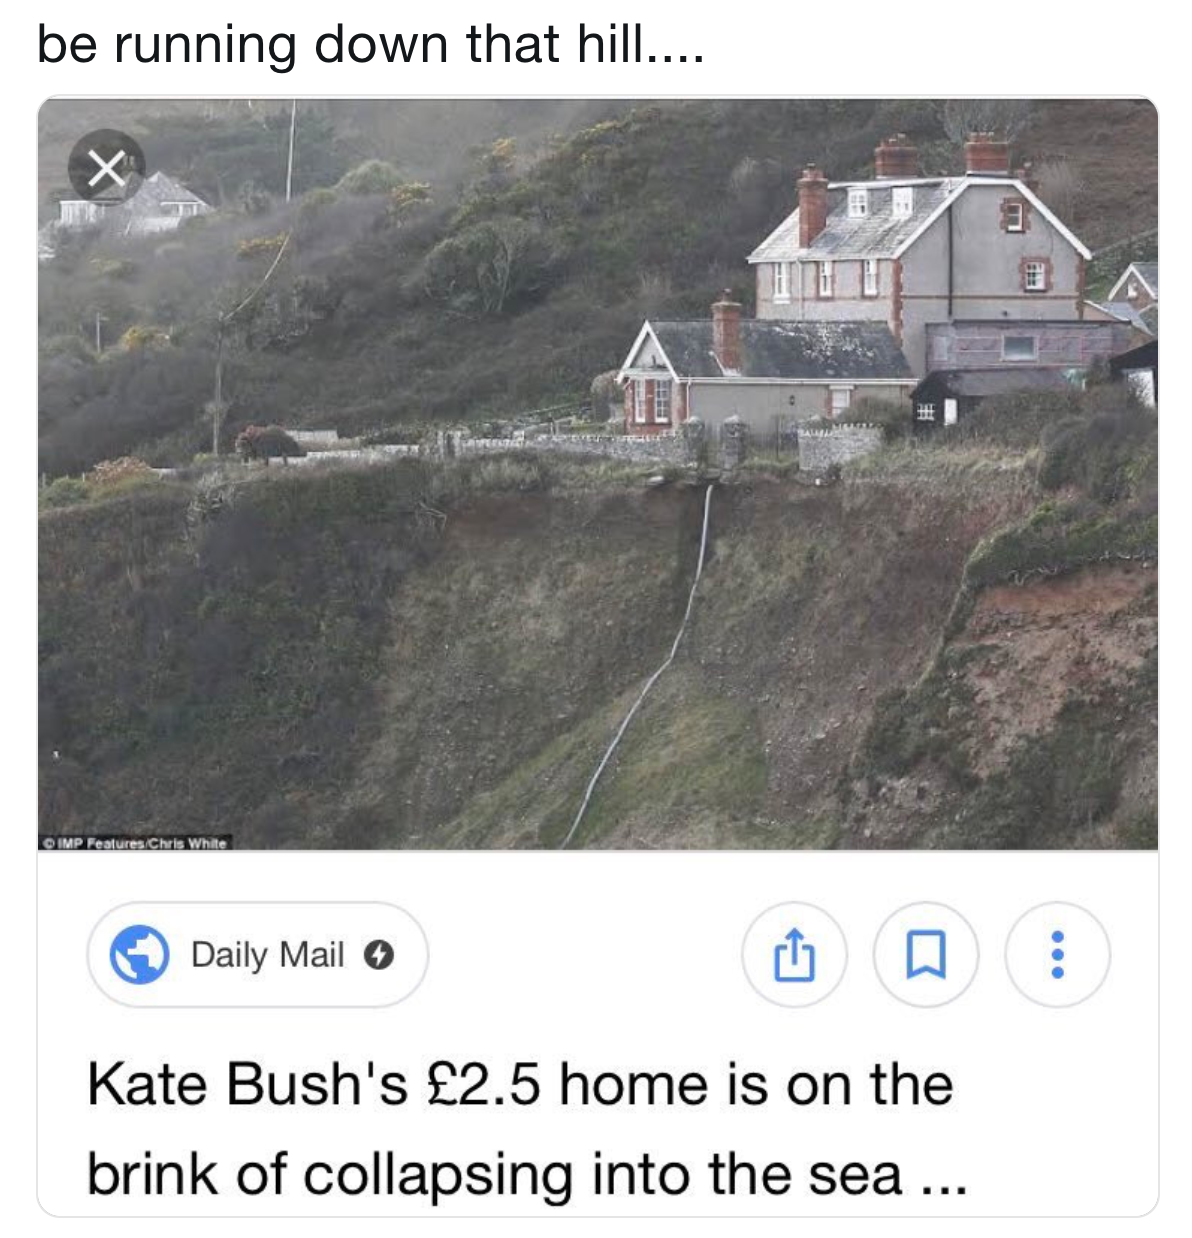 be running down that hill....
© IMP Features/Chris White
Daily Mail
Kate Bush's £2.5 home is on the
brink of collapsing into the sea ...